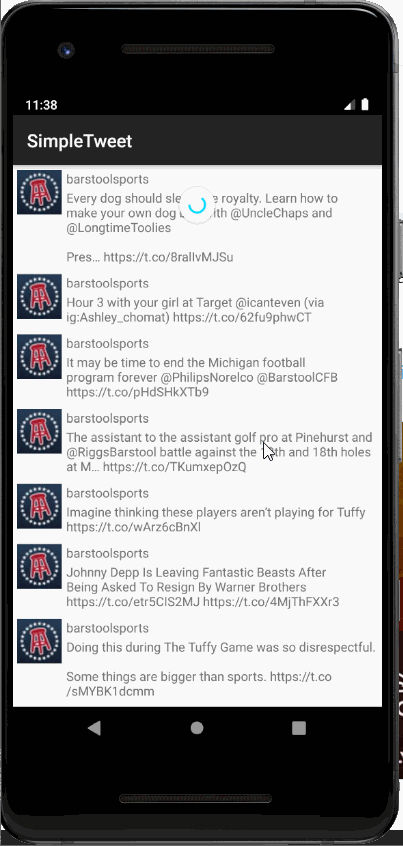 11:38
SimpleTweet
barstoolsports
Every dog should royalty. Learn how to
make your own dog with @UncleChaps and
@LongtimeToolies
Pres… https://t.co/8rallvMJSu
barstoolsports
Hour 3 with your girl at Target @icanteven (via
ig:Ashley_chomat) https://t.co/62fu9phwCT
barstoolsports
It may be time to end the Michigan football
program forever @PhilipsNorelco @BarstoolCFB
https://t.co/pHdSHkXTb9
barstoolsports
The assistant to the assistant golf pro at Pinehurst and
@RiggsBarstool battle against the and 18th holes
at M… https://t.co/TKumxepOzQ
barstoolsports
Imagine thinking these players aren't playing for Tuffy
https://t.co/wArz6cBnXl
barstoolsports
Johnny Depp Is Leaving Fantastic Beasts After
Being Asked To Resign By Warner Brothers
https://t.co/etr5CIS2MJ https://t.co/4MjThFXXr3
barstoolsports
Doing this during The Tuffy Game was so disrespectful.
Some things are bigger than sports. https://t.co
/sMYBK1dcmm